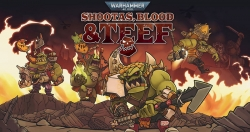 WARHAMMER
40,000
SHOOTAS, BLOOD
& TEEF